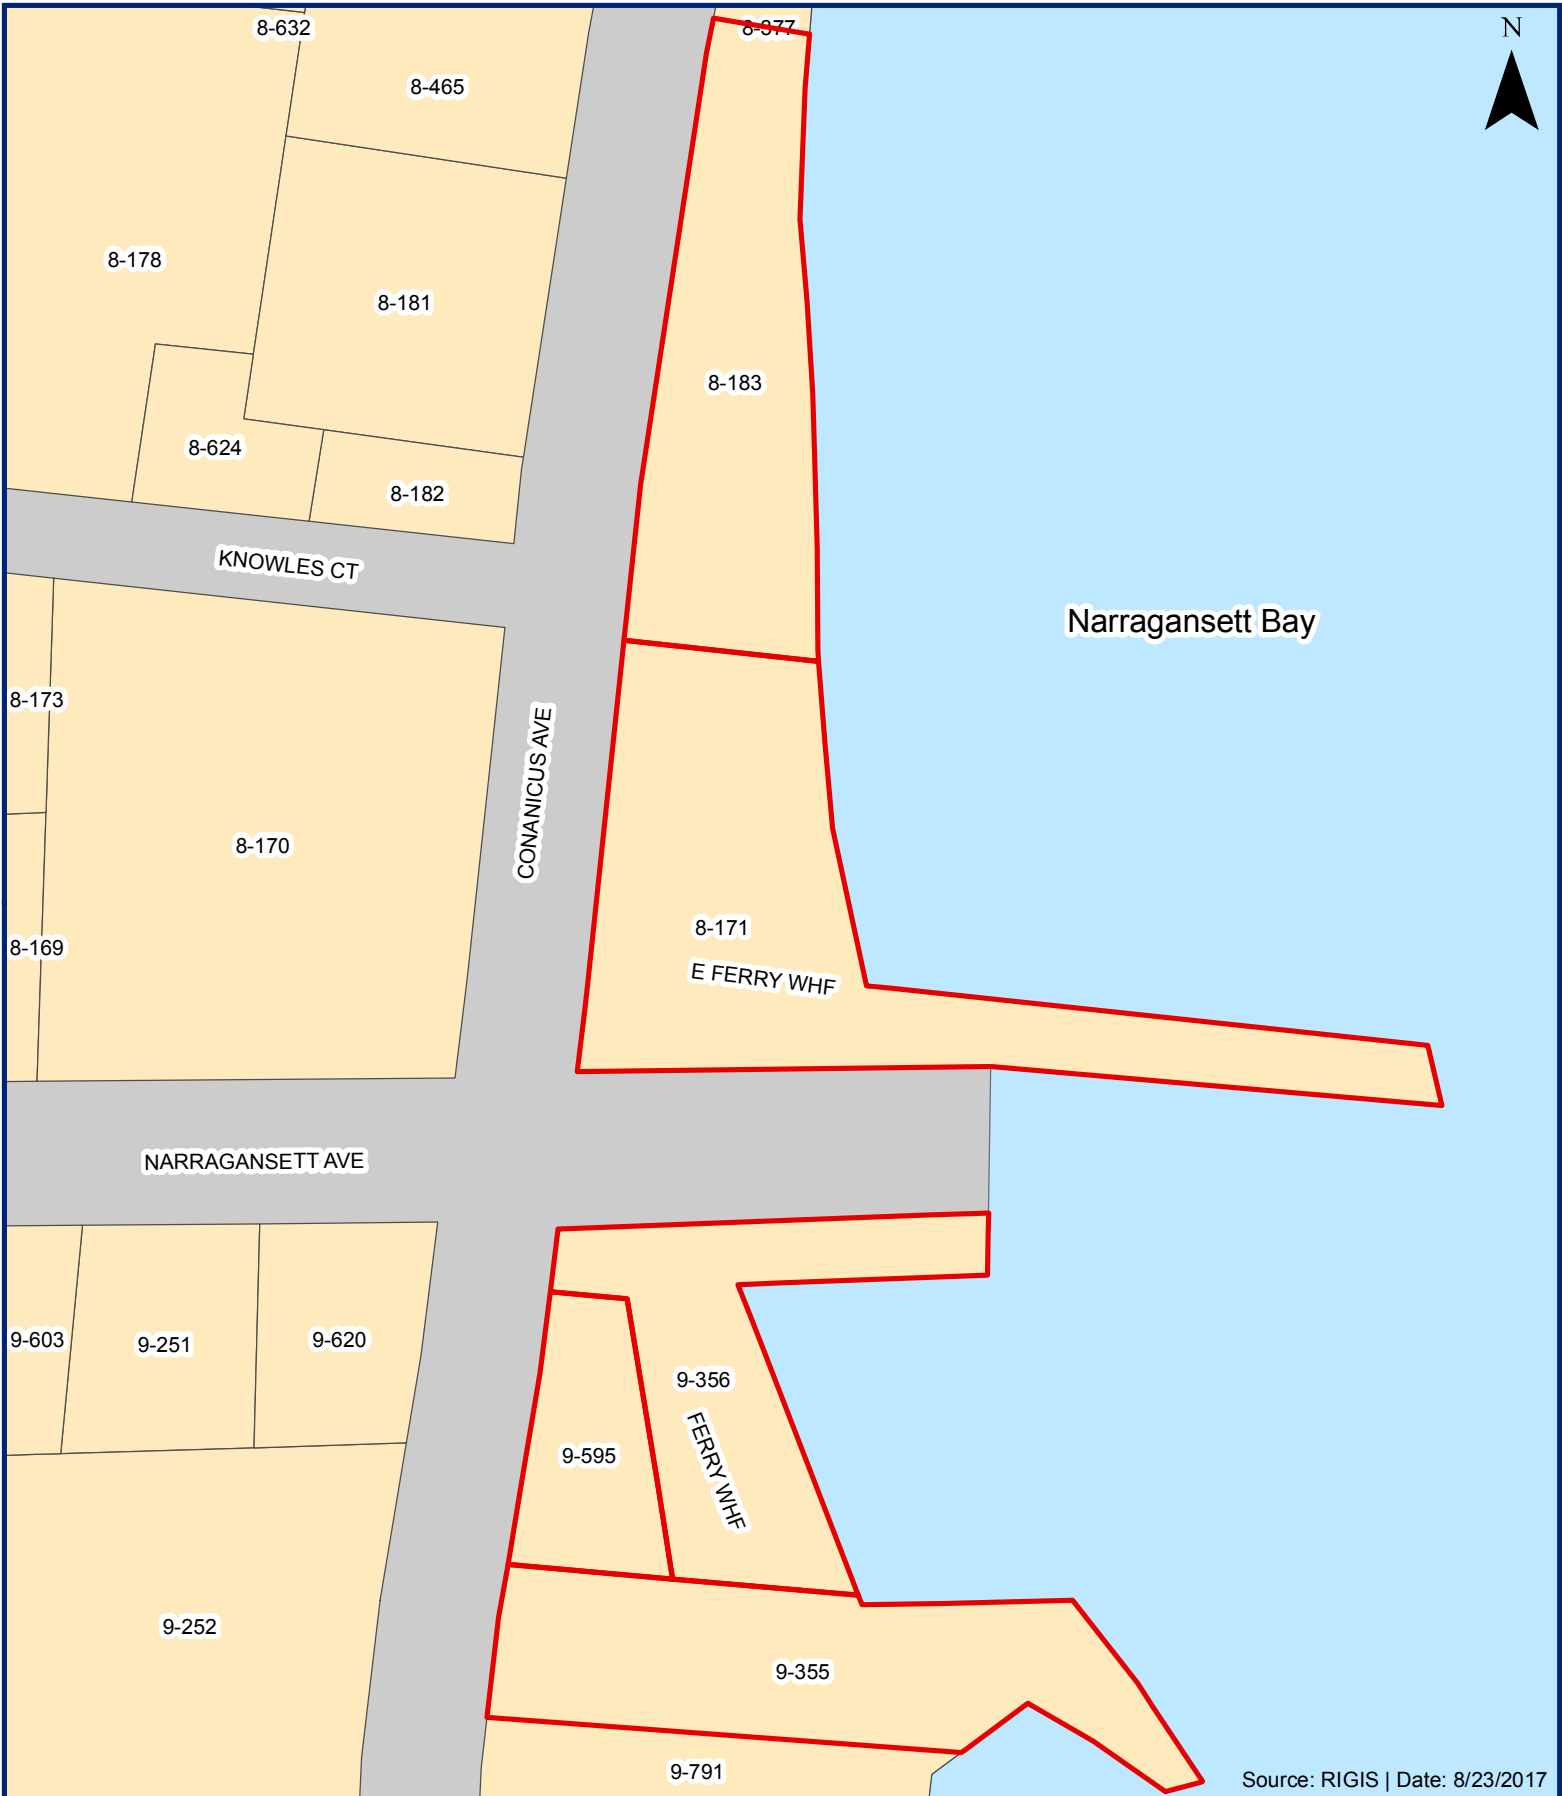 8-632
8-377
N
8-465
8-178
8-181
8-183
8-624
8-182
KNOWLES CT
Narragansett Bay
8-173
CONANICUS AVE
8-170
8-171
8-169
E FERRY WHF
NARRAGANSETT AVE
9-603
9-251
9-620
9-356
9-595
FERRY WHF
9-252
9-355
9-791
Source: RIGIS | Date: 8/23/2017